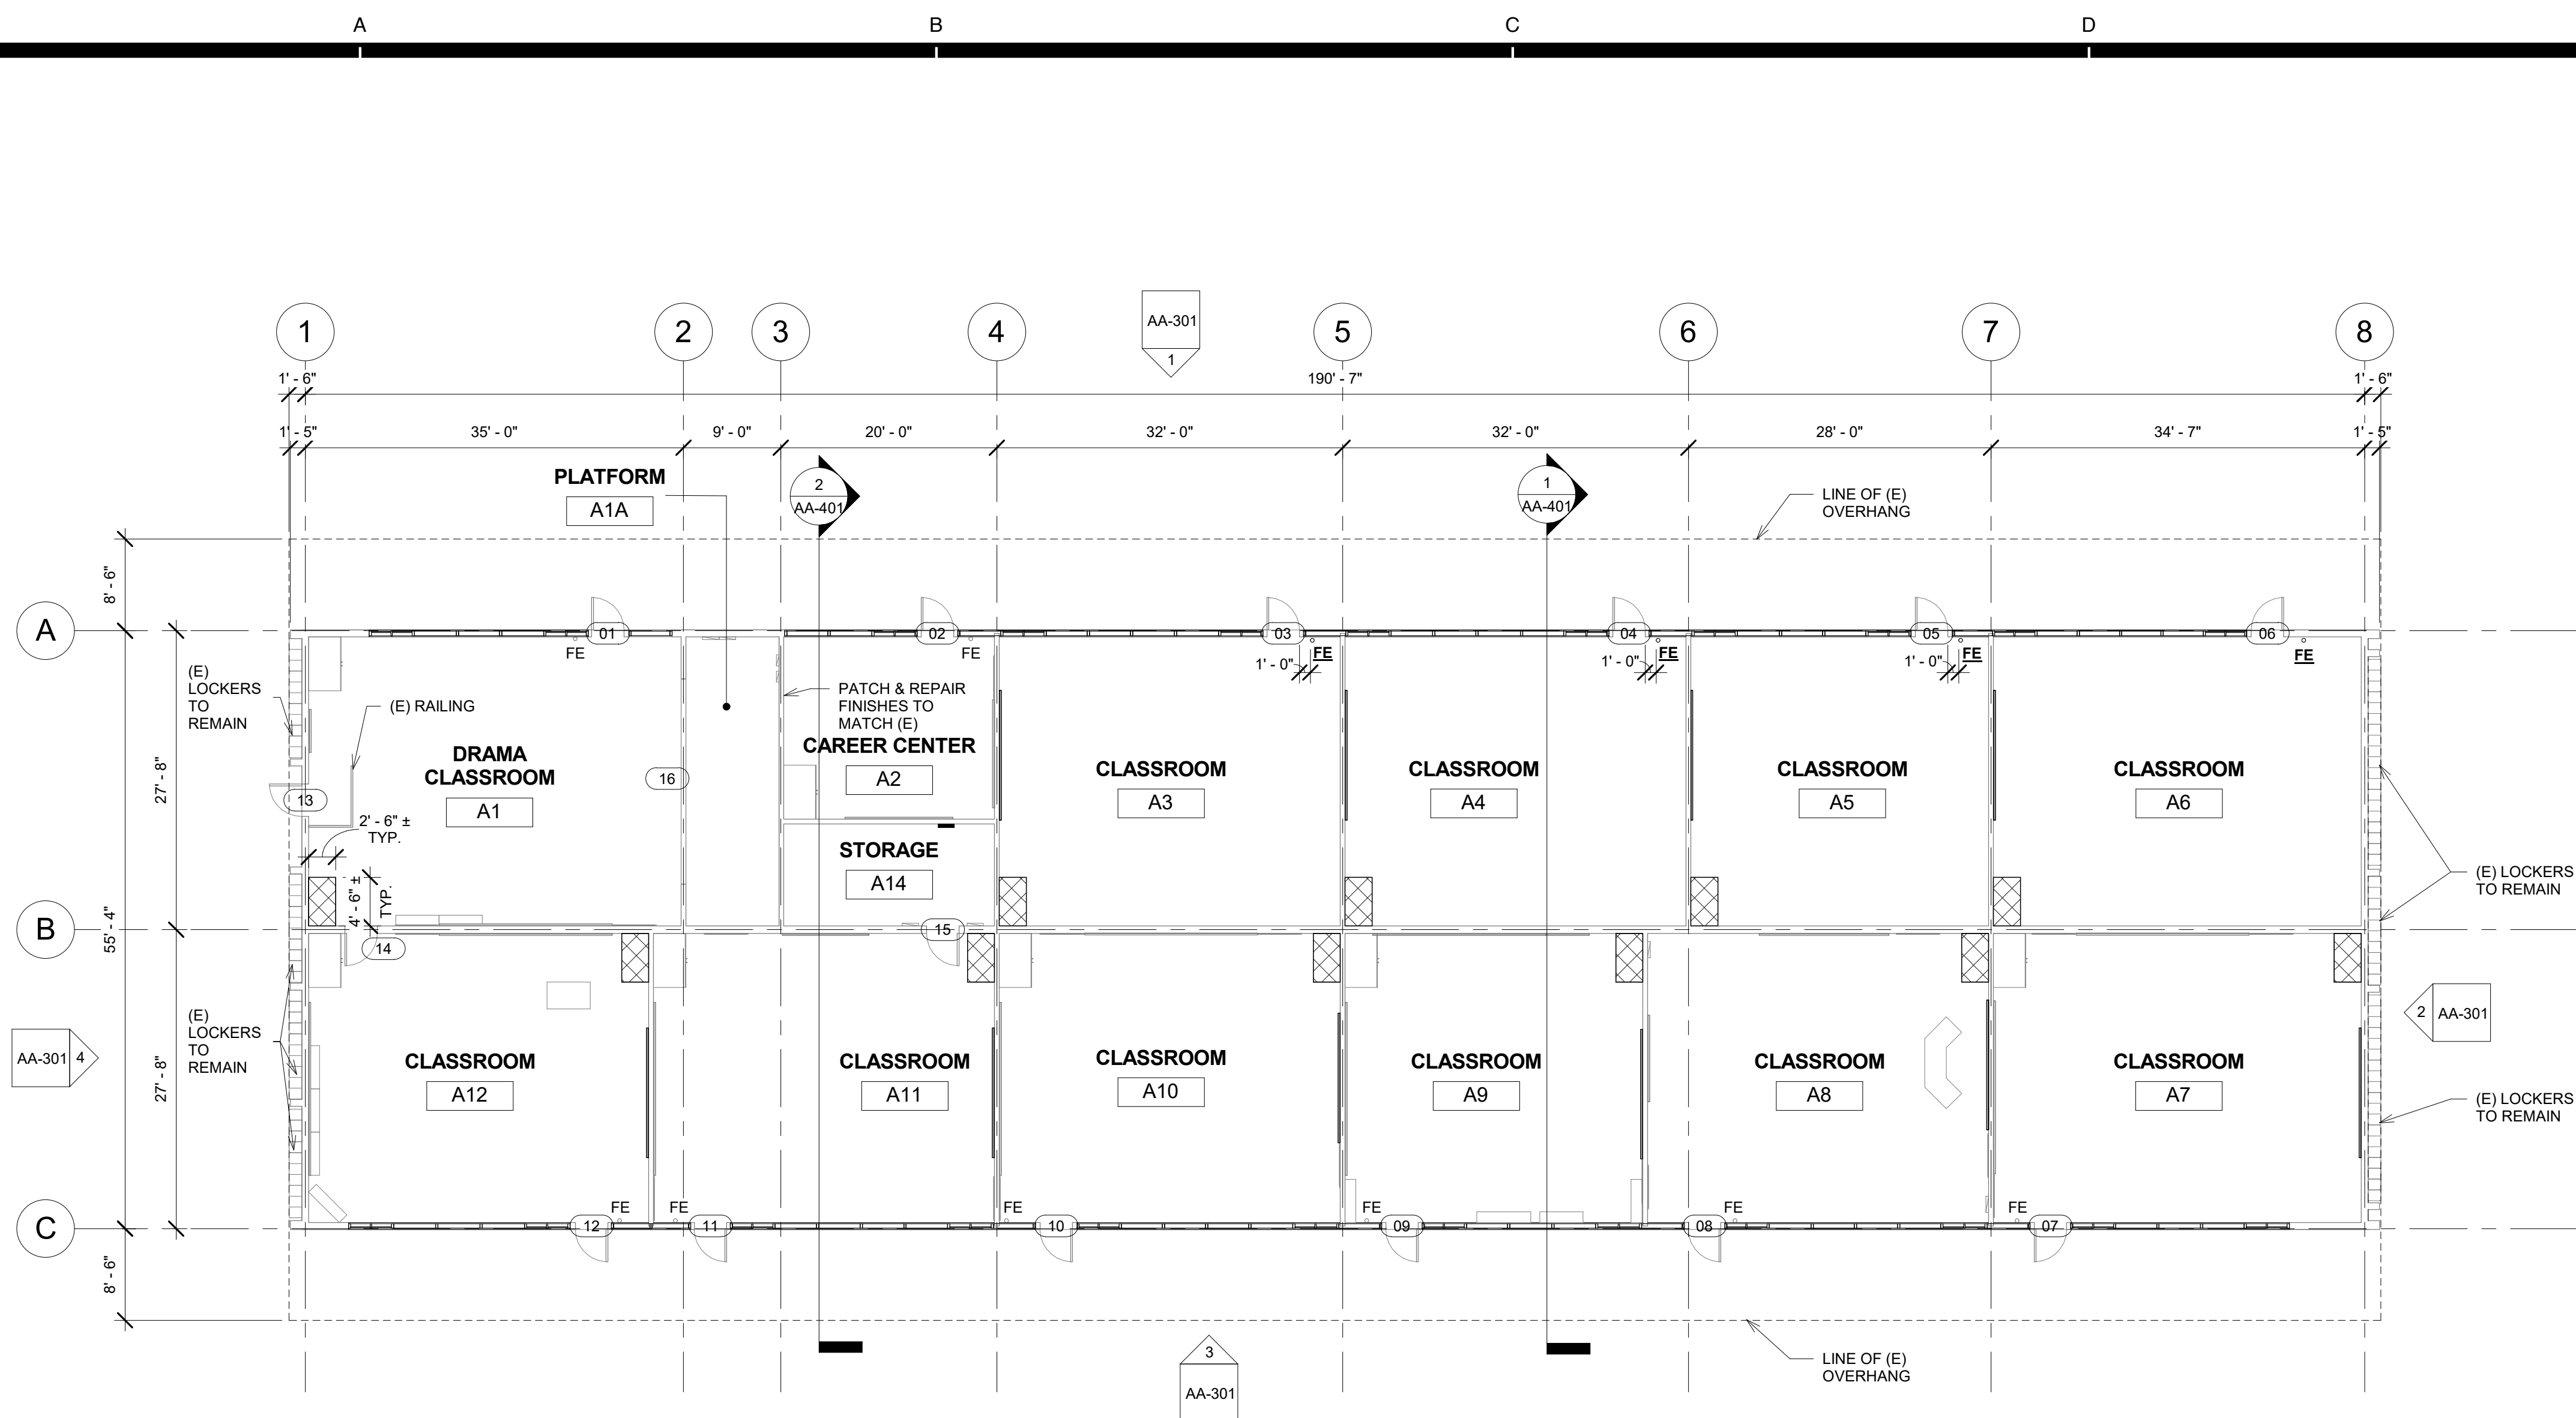 A B C D
1 2 3 4 5 6 7 8
AA-301
1
1' - 6" 190' - 7" 1' - 6"
1' - 5" 35' - 0" 9' - 0" 20' - 0" 32' - 0" 32' - 0" 28' - 0" 34' - 7" 1' - 5"
PLATFORM
A1A
2
AA-401
1
AA-401
LINE OF (E)
OVERHANG
8' - 6"
A
01 02 03 04 05 06
FE FE FE FE FE FE
1' - 0" 1' - 0" 1' - 0"
(E)
LOCKERS
TO
REMAIN
(E) RAILING
PATCH & REPAIR
FINISHES TO
MATCH (E)
27' - 8"
DRAMA
CLASSROOM
A1
16
13
CAREER CENTER
A2
CLASSROOM
A3
CLASSROOM
A4
CLASSROOM
A5
CLASSROOM
A6
2' - 6" ±
TYP.
4' - 6" ±
TYP.
STORAGE
A14
(E) LOCKERS
TO REMAIN
B
55' - 4"
14
15
(E)
LOCKERS
TO
REMAIN
AA-301 4
2 AA-301
27' - 8"
CLASSROOM
A12
CLASSROOM
A11
CLASSROOM
A10
CLASSROOM
A9
CLASSROOM
A8
CLASSROOM
A7
(E) LOCKERS
TO REMAIN
FE FE FE FE FE FE
C
12 11 10 09 08 07
8' - 6"
3
AA-301
LINE OF (E)
OVERHANG